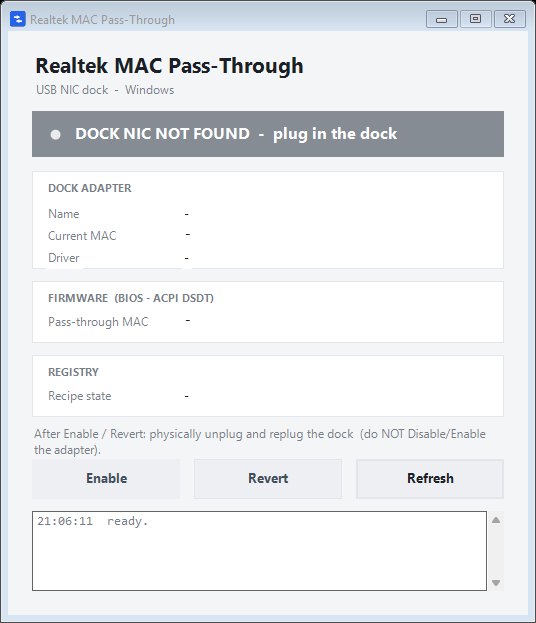 Realtek MAC Pass-Through
Realtek MAC Pass-Through
USB NIC dock - Windows
DOCK NIC NOT FOUND - plug in the dock
DOCK ADAPTER
Name -
Current MAC -
Driver -
FIRMWARE (BIOS - ACPI DSDT)
Pass-through MAC -
REGISTRY
Recipe state -
After Enable / Revert: physically unplug and replug the dock (do NOT Disable/Enable
the adapter).
Enable Revert Refresh
21:06:11 ready.